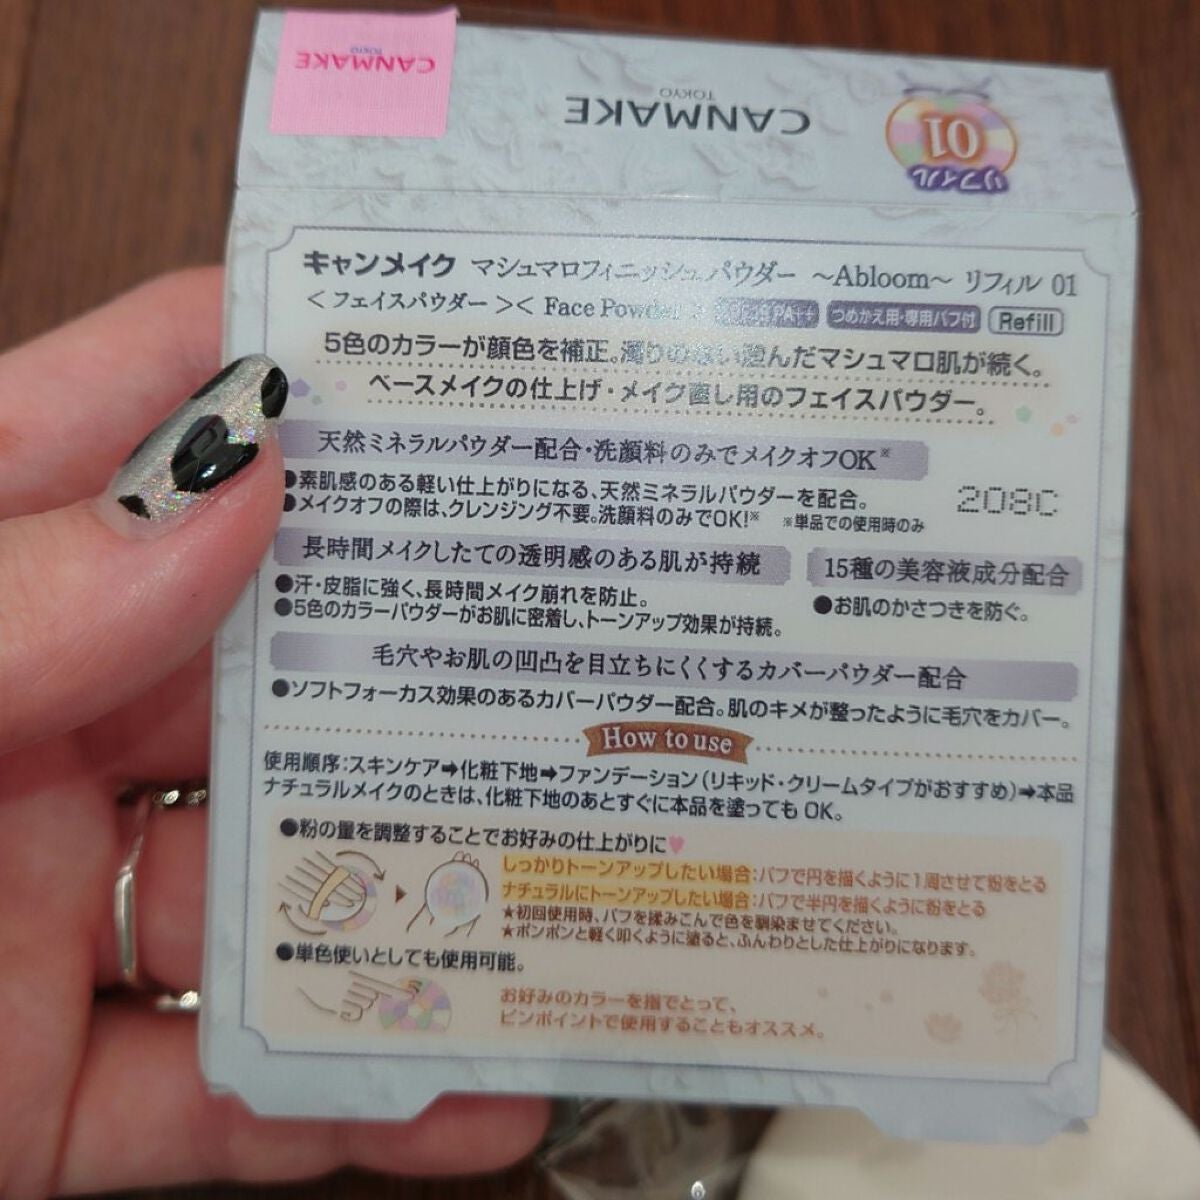 CANMAKE
TOKYO
CANMAKE
TOKYO
01
リフィル
キャンメイク マシュマロフィニッシュパウダー ～Abloom～ リフィル 01
＜フェイスパウダー＞＜Face Powder＞ PA++ つめかえ用・専用パフ付 Refill
5色のカラーが顔色を補正。濁りのない澄んだマシュマロ肌が続く。
ベースメイクの仕上げ・メイク直し用のフェイスパウダー。
天然ミネラルパウダー配合・洗顔料のみでメイクオフOK※
●素肌感のある軽い仕上がりになる、天然ミネラルパウダーを配合。
●メイクオフの際は、クレンジング不要。洗顔料のみでOK!※ ※単品での使用時のみ
208C
長時間メイクしたての透明感のある肌が持続
●汗・皮脂に強く、長時間メイク崩れを防止。
●5色のカラーパウダーがお肌に密着し、トーンアップ効果が持続。
15種の美容液成分配合
●お肌のかさつきを防ぐ。
毛穴やお肌の凹凸を目立ちにくくするカバーパウダー配合
●ソフトフォーカス効果のあるカバーパウダー配合。肌のキメが整ったように毛穴をカバー。
How to use
使用順序:スキンケア➡化粧下地➡ファンデーション(リキッド・クリームタイプがおすすめ)➡本品
ナチュラルメイクのときは、化粧下地のあとすぐに本品を塗っても OK。
●粉の量を調整することでお好みの仕上がりに♥
しっかりトーンアップしたい場合:パフで円を描くように1周させて粉をとる
ナチュラルにトーンアップしたい場合:パフで半円を描くように粉をとる
★初回使用時、パフを揉みこんで色を馴染ませてください。
★ポンポンと軽く叩くように塗ると、ふんわりとした仕上がりになります。
●単色使いとしても使用可能。
お好みのカラーを指でとって、
ピンポイントで使用することもオススメ。